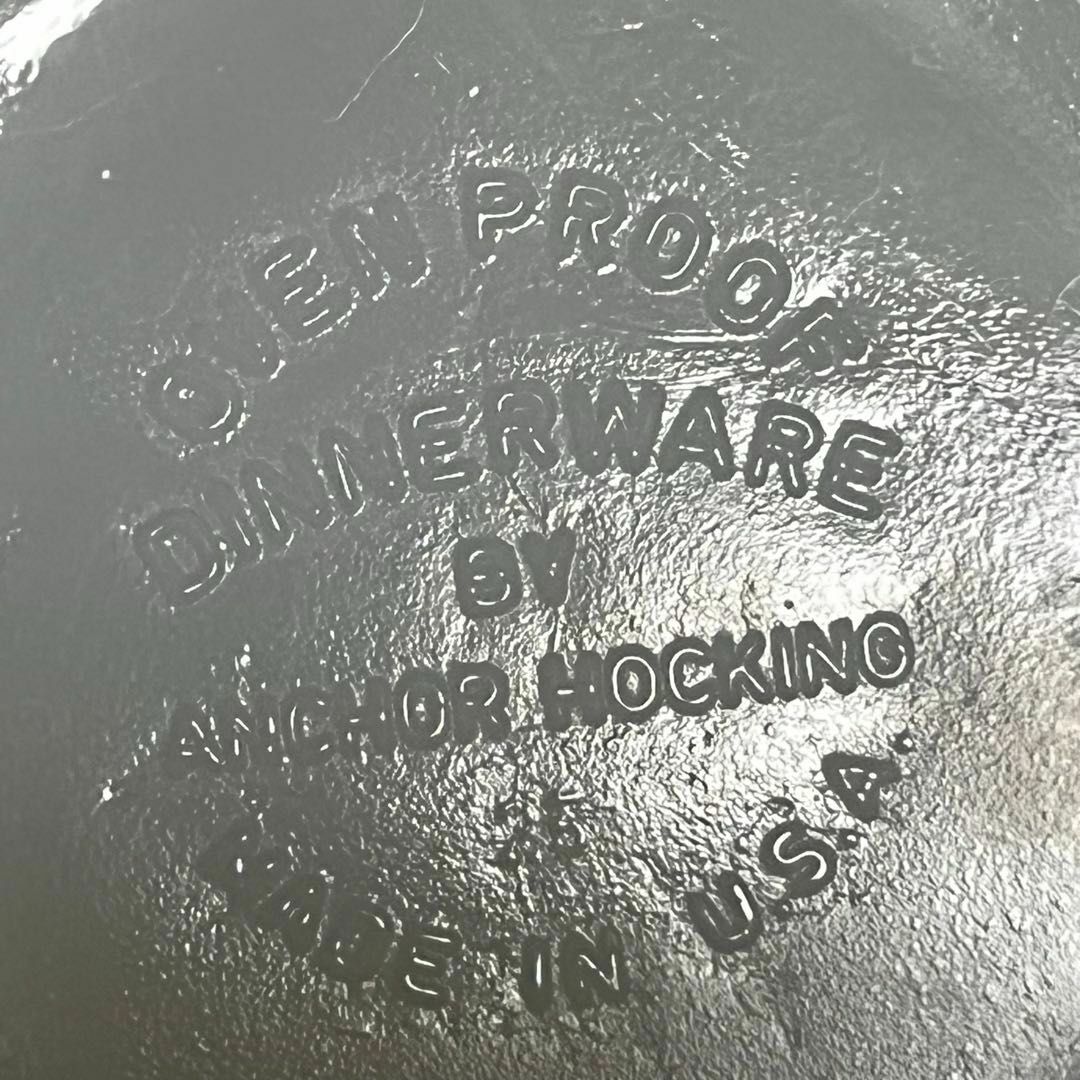 OVEN PROOF
DINNERWARE
BY
ANCHOR HOCKING
MADE IN U.S.A.